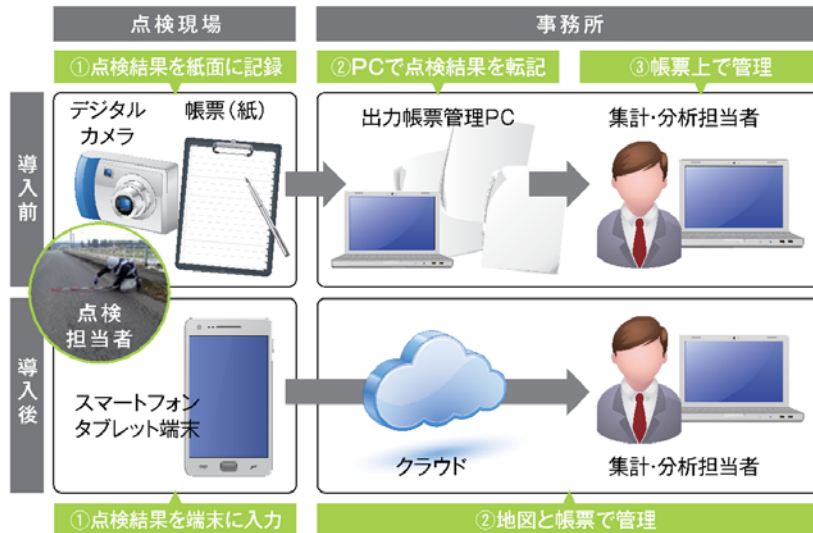 点検現場
事務所
①点検結果を紙面に記録
②PCで点検結果を転記
③帳票上で管理
導入前
デジタル
カメラ
帳票(紙)
出力帳票管理PC
集計・分析担当者
点検
担当者
導入後
スマートフォン
タブレット端末
クラウド
集計・分析担当者
①点検結果を端末に入力
②地図と帳票で管理